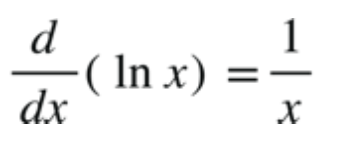 d/dx ( ln x) = 1/x